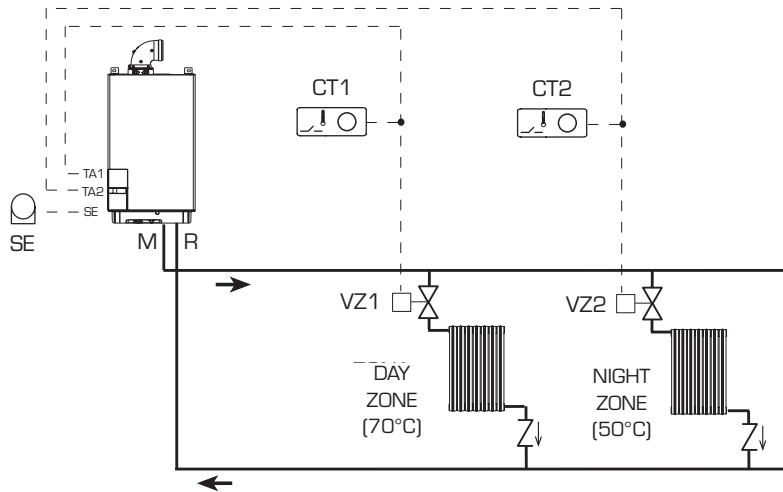 CT1
CT2
TA1
TA2
SE
SE
M
R
VZ1
VZ2
DAY
ZONE
(70°C)
NIGHT
ZONE
(50°C)